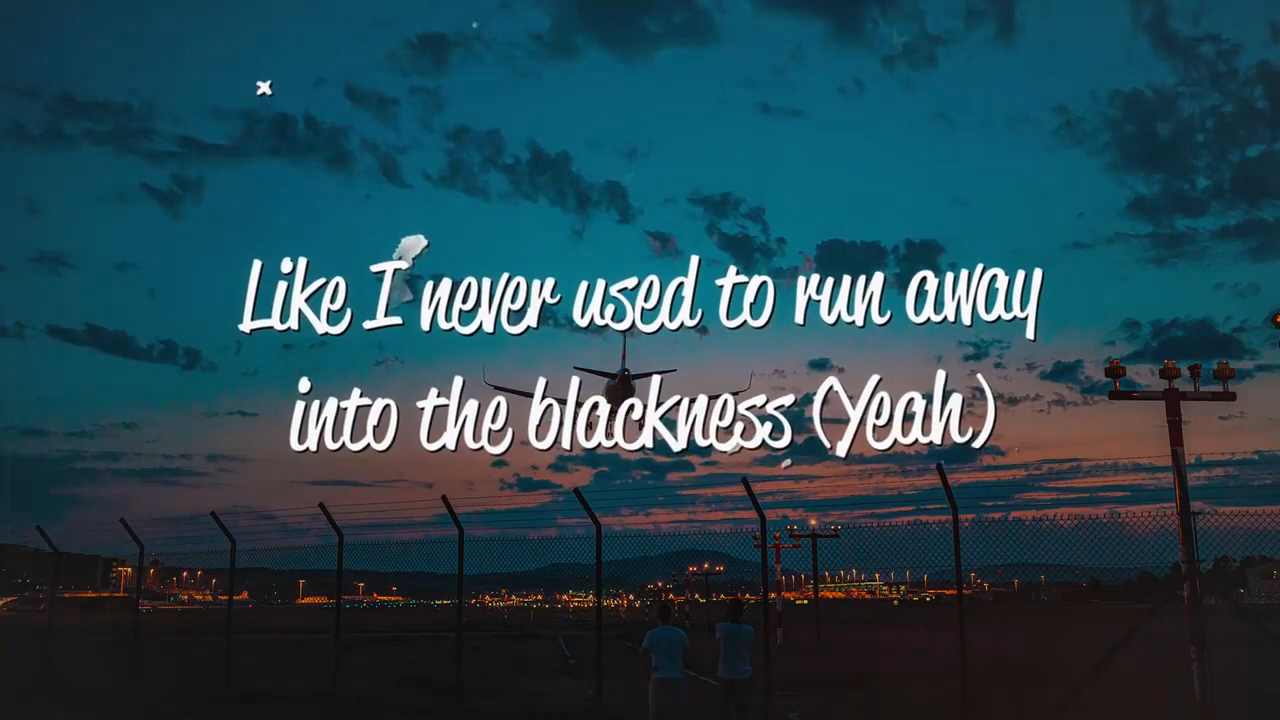 Like I never used to run away
into the blackness (Yeah)